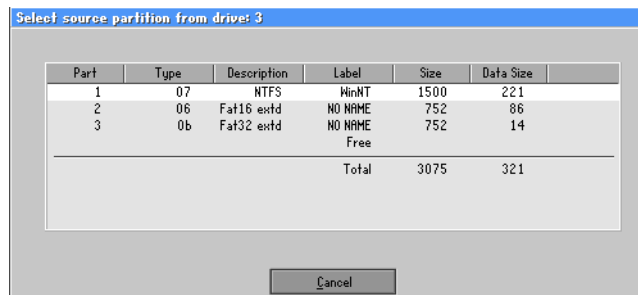 Select source partition from drive: 3
Part Type Description Label Size Data Size
1 07 NTFS WinNT 1500 221
2 06 Fat16 extd NO NAME 752 86
3 0b Fat32 extd NO NAME 752 14
Free
Total 3075 321
Cancel